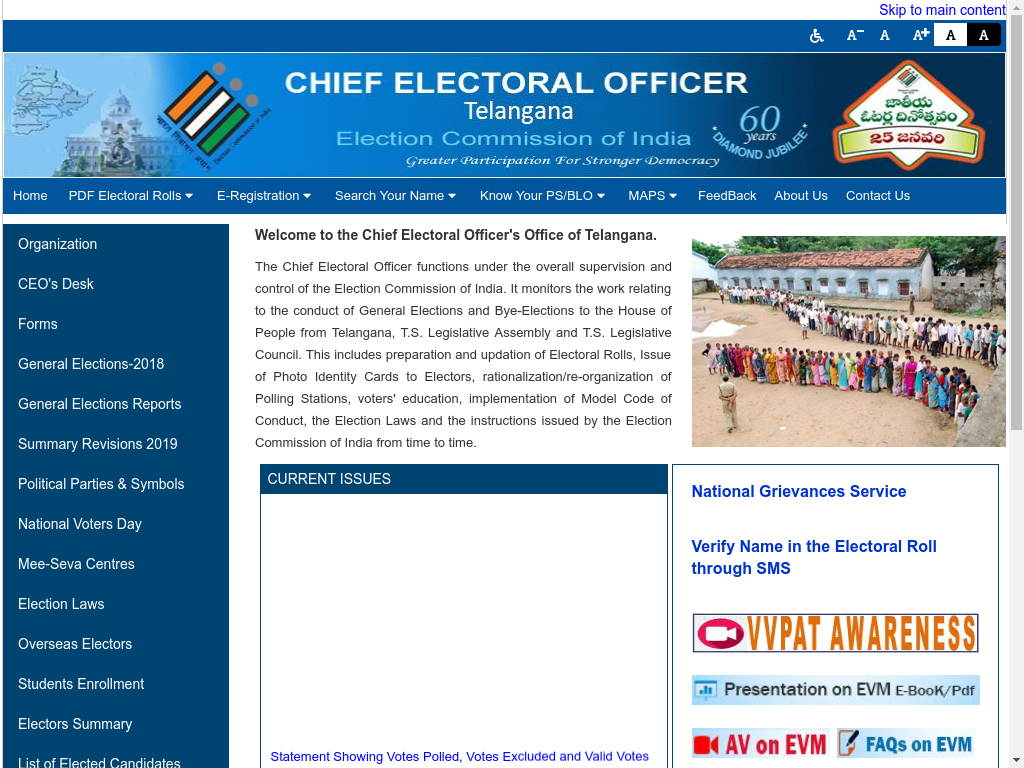 Skip to main content
A- A A+ A A
CHIEF ELECTORAL OFFICER
Telangana
Election Commission of India
Greater Participation For Stronger Democracy
60
years
DIAMOND JUBILEE
జాతీయ
ఓటర్ల దినోత్సవం
25 జనవరి
Home PDF Electoral Rolls E-Registration Search Your Name Know Your PS/BLO MAPS FeedBack About Us Contact Us
Organization
CEO's Desk
Forms
General Elections-2018
General Elections Reports
Summary Revisions 2019
Political Parties & Symbols
National Voters Day
Mee-Seva Centres
Election Laws
Overseas Electors
Students Enrollment
Electors Summary
List of Elected Candidates
Welcome to the Chief Electoral Officer's Office of Telangana.
The Chief Electoral Officer functions under the overall supervision and
control of the Election Commission of India. It monitors the work relating
to the conduct of General Elections and Bye-Elections to the House of
People from Telangana, T.S. Legislative Assembly and T.S. Legislative
Council. This includes preparation and updation of Electoral Rolls, Issue
of Photo Identity Cards to Electors, rationalization/re-organization of
Polling Stations, voters' education, implementation of Model Code of
Conduct, the Election Laws and the instructions issued by the Election
Commission of India from time to time.
CURRENT ISSUES
Statement Showing Votes Polled, Votes Excluded and Valid Votes
National Grievances Service
Verify Name in the Electoral Roll
through SMS
VVPAT AWARENESS
Presentation on EVM E-BooK/Pdf
AV on EVM FAQs on EVM